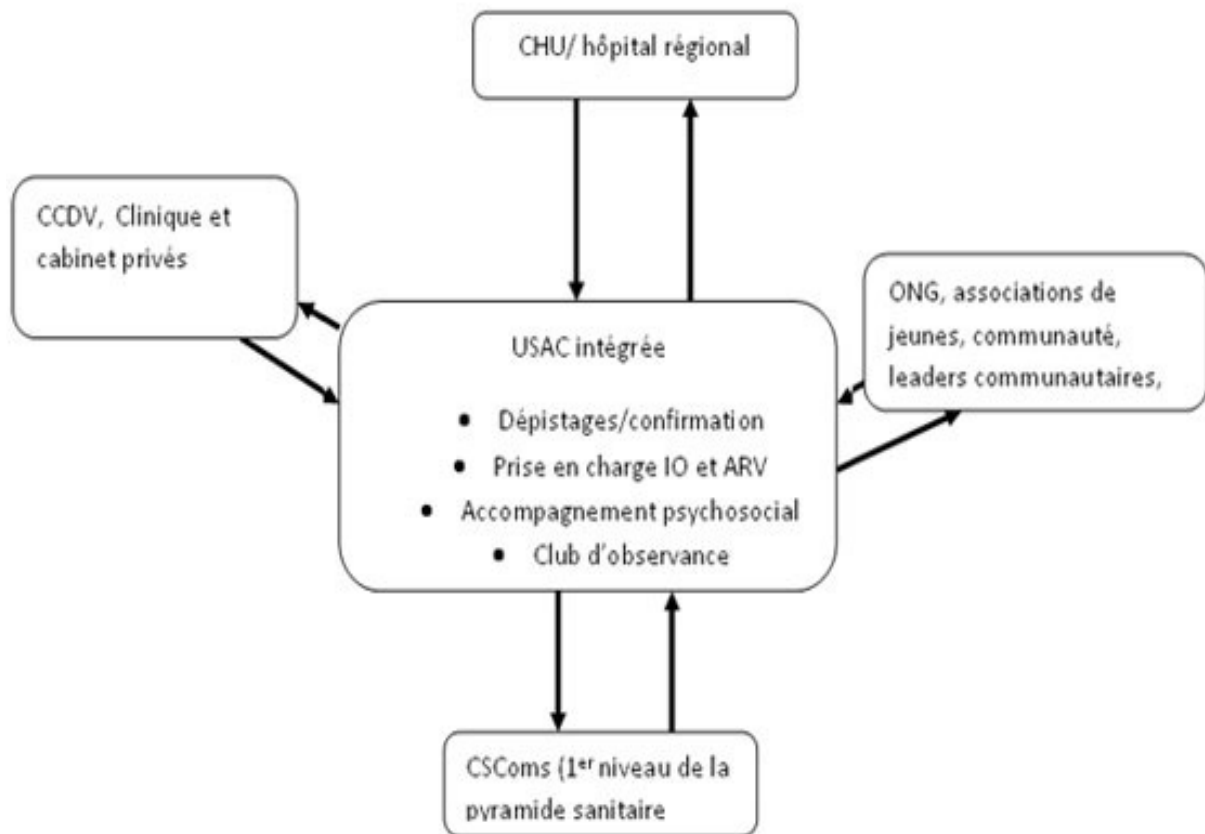 CHU/ hôpital régional
CCDV, Clinique et
cabinet privés
ONG, associations de
jeunes, communauté,
leaders communautaires,
USAC intégrée
● Dépistages/confirmation
● Prise en charge IO et ARV
● Accompagnement psychosocial
● Club d'observance
CSComs (1er niveau de la
pyramide sanitaire